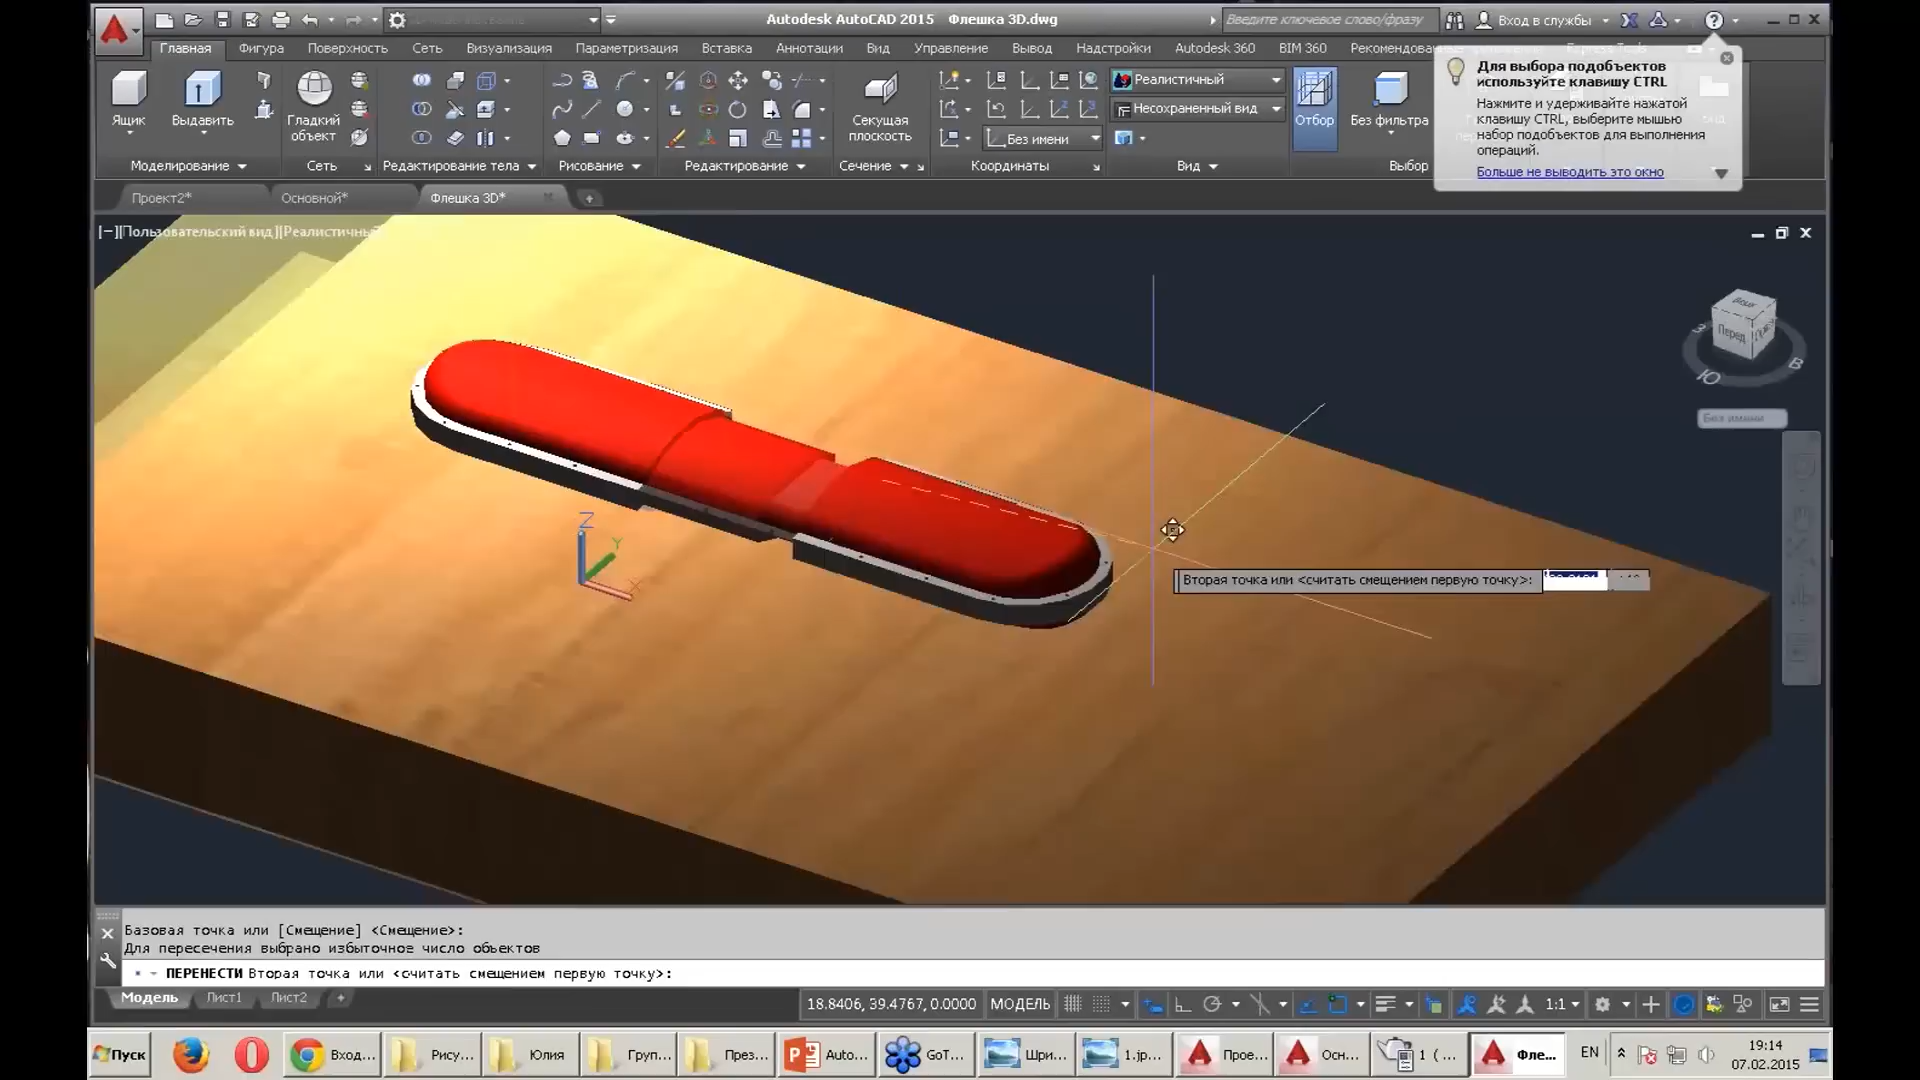 Autodesk AutoCAD 2015 Флешка 3D.dwg
Введите ключевое слово/фразу
Вход в службы
Главная Фигура Поверхность Сеть Визуализация Параметризация Вставка Аннотации Вид Управление Вывод Надстройки Autodesk 360 BIM 360
Для выбора подобъектов
используйте клавишу CTRL
Нажмите и удерживайте нажатой
клавишу CTRL, выберите мышью
набор подобъектов для выполнения
операций.
Больше не выводить это окно
Ящик
Выдавить
Гладкий
объект
Секущая
плоскость
Реалистичный
Несохраненный вид
Без имени
Отбор
Без фильтра
Моделирование
Сеть
Редактирование тела
Рисование
Редактирование
Сечение
Координаты
Вид
Выбор
Проект2*
Основной*
Флешка 3D*
[−][Пользовательский вид]
Перед
Ю
В
Без имени
Z
Y
X
Вторая точка или <считать смещением первую точку>:
Базовая точка или [Смещение] <Смещение>:
Для пересечения выбрано избыточное число объектов
ПЕРЕНЕСТИ Вторая точка или <считать смещением первую точку>:
Модель Лист1 Лист2
18.8406, 39.4767, 0.0000 МОДЕЛЬ
1:1
Пуск
Вход...
Рису...
Юлия
Груп...
През...
Auto...
GoT...
Шри...
1.jp...
Прое...
Осн...
1 ( ...
Фле...
EN
19:14
07.02.2015